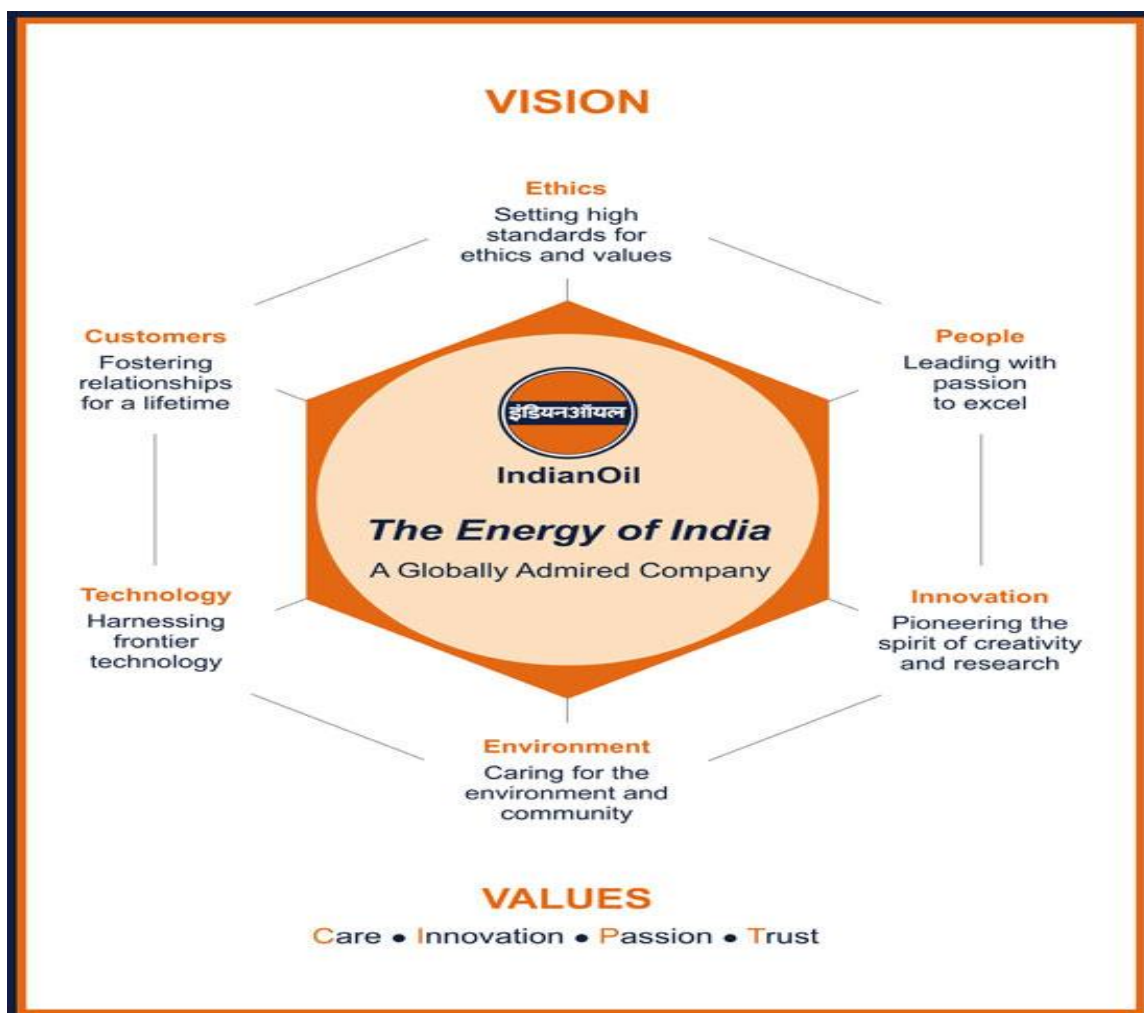 VISION
Ethics
Setting high
standards for
ethics and values
Customers
Fostering
relationships
for a lifetime
People
Leading with
passion
to excel
इंडियनऑयल
IndianOil
The Energy of India
A Globally Admired Company
Technology
Harnessing
frontier
technology
Innovation
Pioneering the
spirit of creativity
and research
Environment
Caring for the
environment and
community
VALUES
Care • Innovation • Passion • Trust